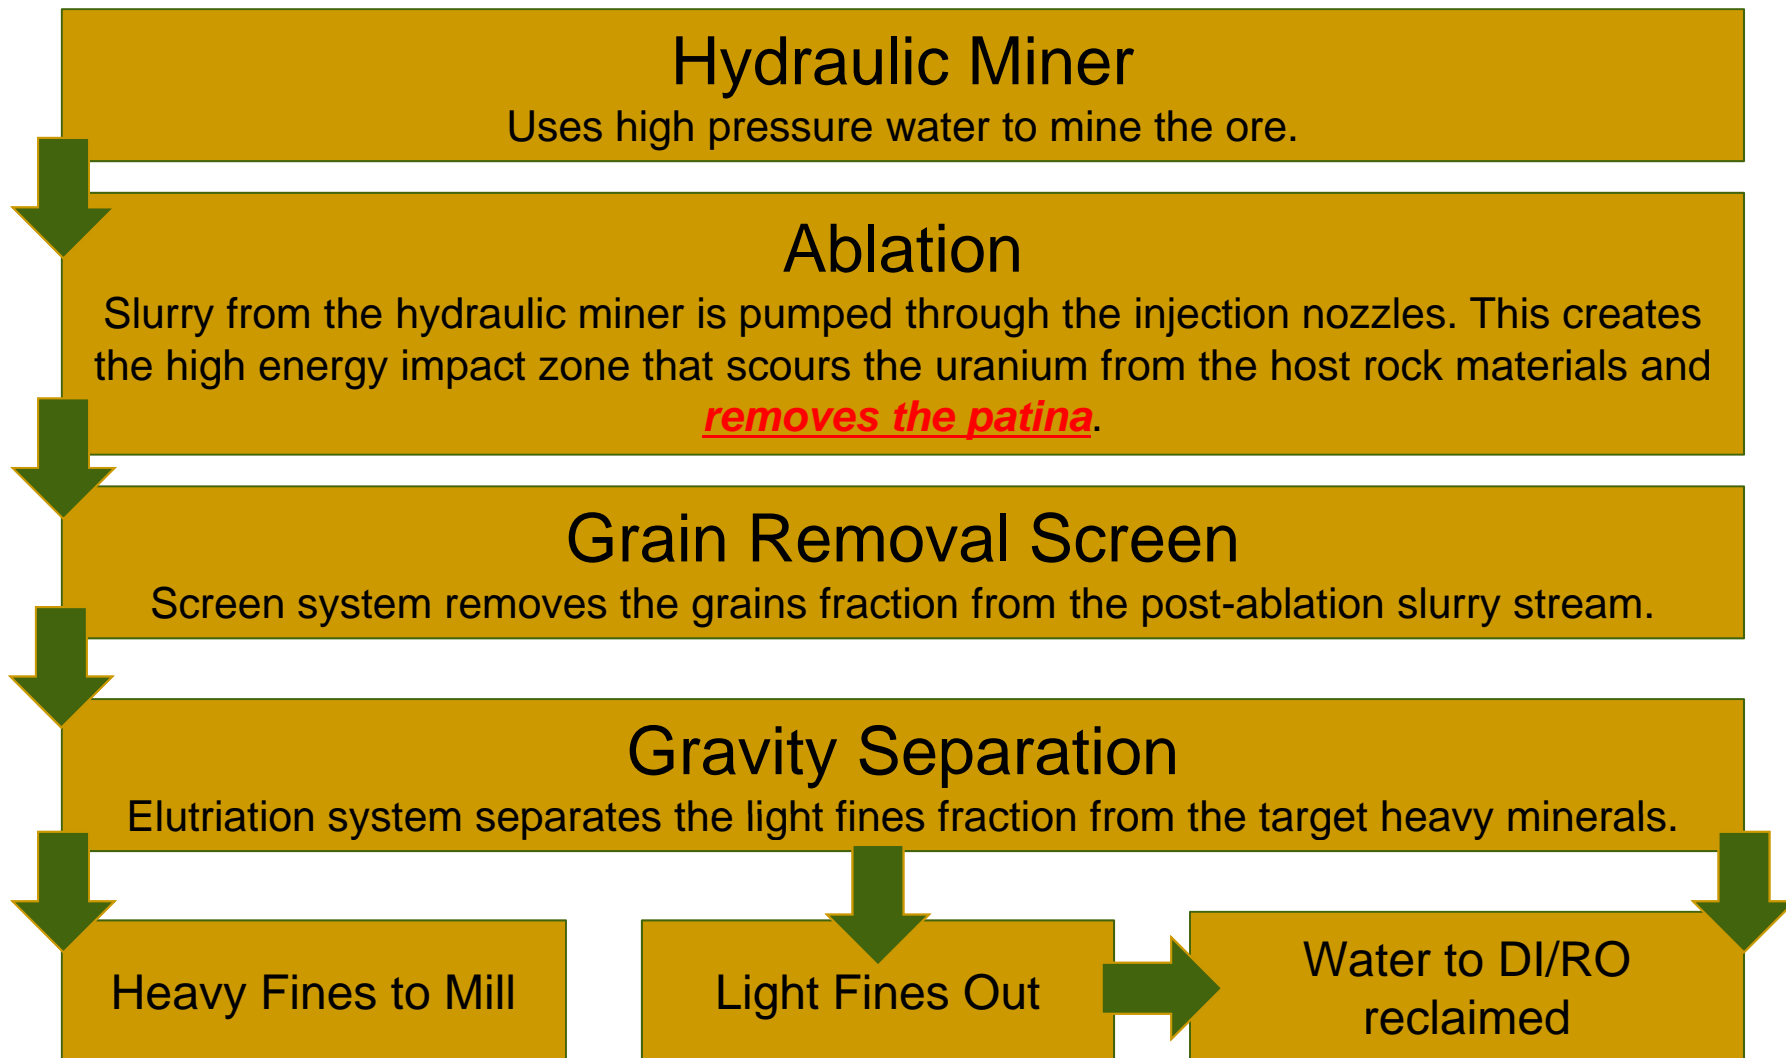 Hydraulic Miner
Uses high pressure water to mine the ore.
Ablation
Slurry from the hydraulic miner is pumped through the injection nozzles. This creates
the high energy impact zone that scours the uranium from the host rock materials and
removes the patina.
Grain Removal Screen
Screen system removes the grains fraction from the post-ablation slurry stream.
Gravity Separation
Elutriation system separates the light fines fraction from the target heavy minerals.
Heavy Fines to Mill
Light Fines Out
Water to DI/RO
reclaimed